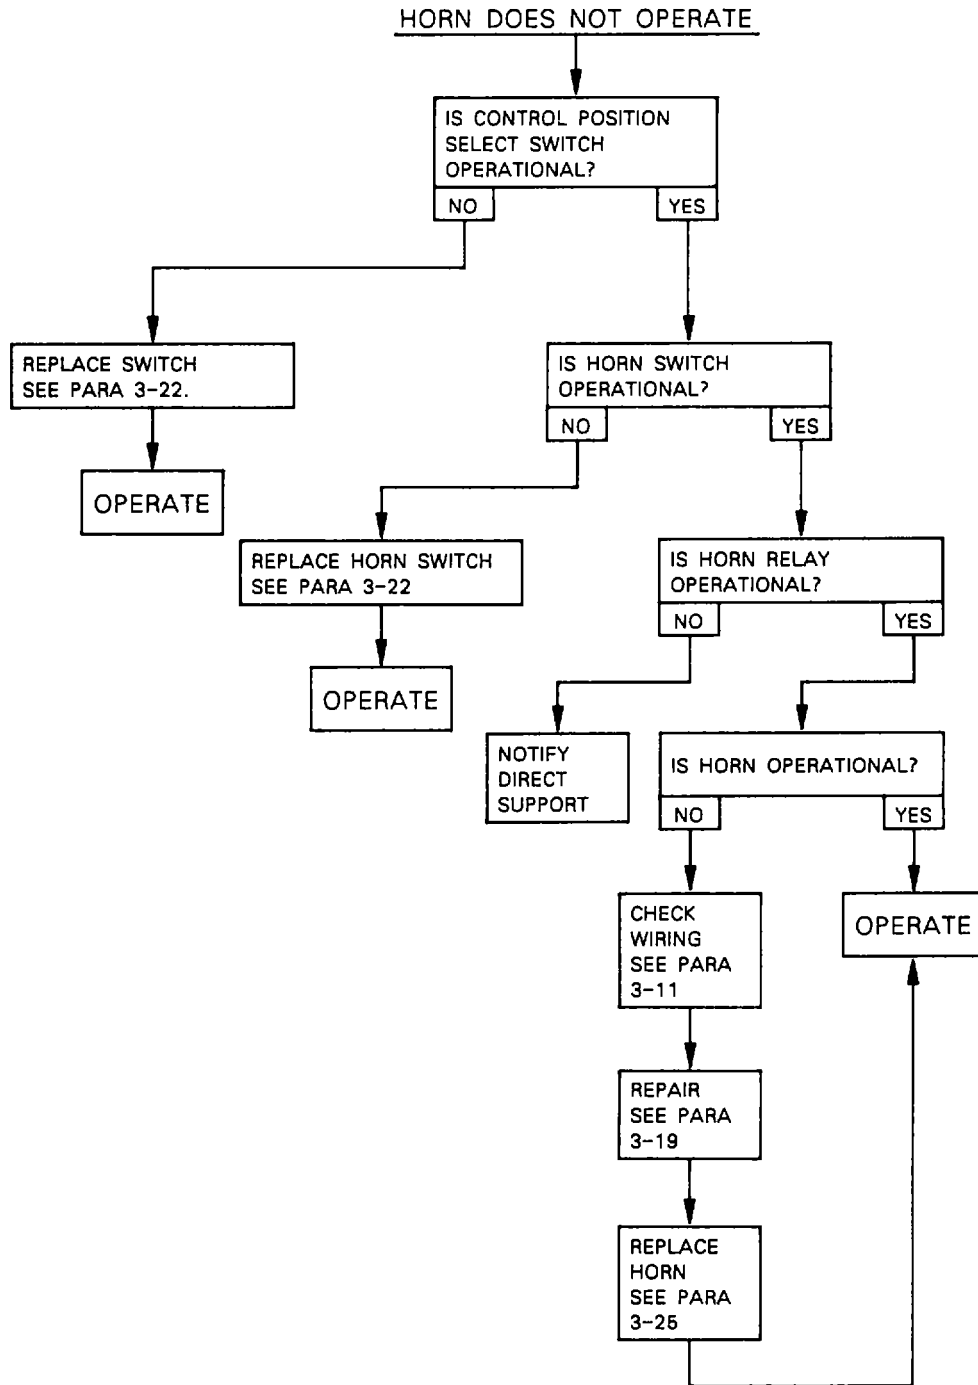 HORN DOES NOT OPERATE
IS CONTROL POSITION
SELECT SWITCH
OPERATIONAL?
NO
YES
REPLACE SWITCH
SEE PARA 3-22.
OPERATE
IS HORN SWITCH
OPERATIONAL?
NO
YES
REPLACE HORN SWITCH
SEE PARA 3-22
OPERATE
IS HORN RELAY
OPERATIONAL?
NO
YES
NOTIFY
DIRECT
SUPPORT
IS HORN OPERATIONAL?
NO
YES
CHECK
WIRING
SEE PARA
3-11
OPERATE
REPAIR
SEE PARA
3-19
REPLACE
HORN
SEE PARA
3-25